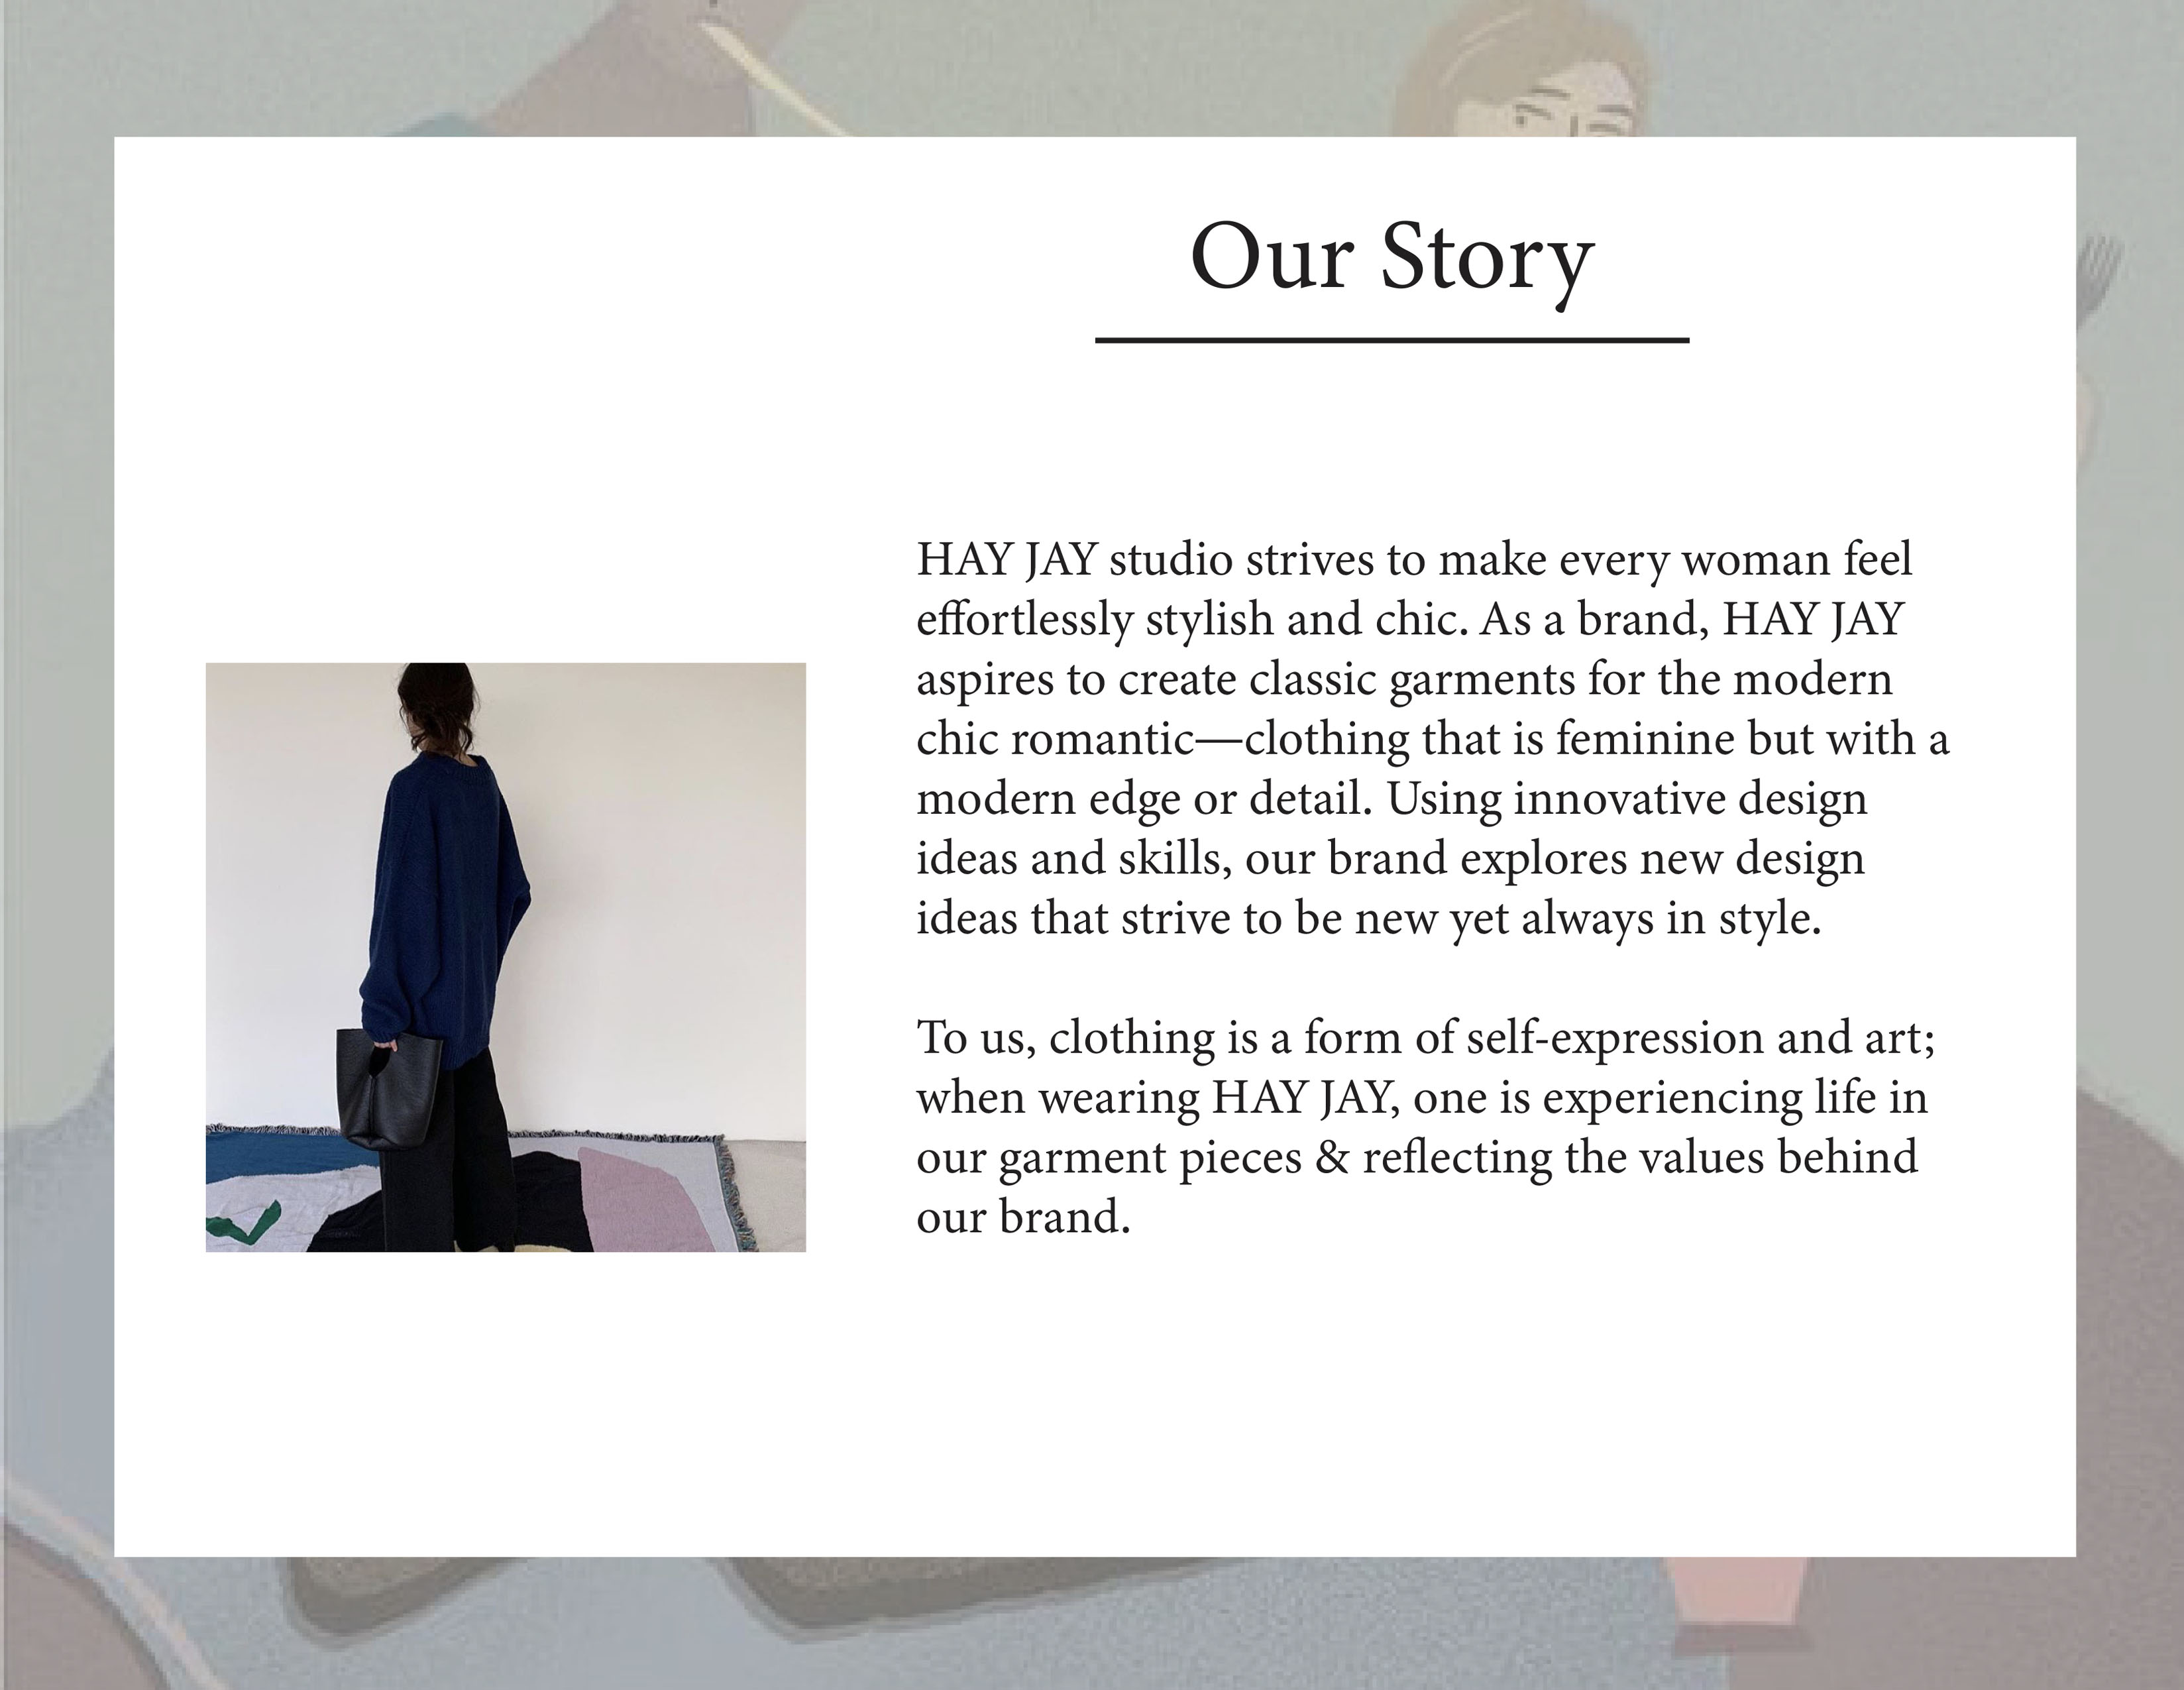 Our Story
HAY JAY studio strives to make every woman feel
effortlessly stylish and chic. As a brand, HAY JAY
aspires to create classic garments for the modern
chic romantic—clothing that is feminine but with a
modern edge or detail. Using innovative design
ideas and skills, our brand explores new design
ideas that strive to be new yet always in style.
To us, clothing is a form of self-expression and art;
when wearing HAY JAY, one is experiencing life in
our garment pieces & reflecting the values behind
our brand.